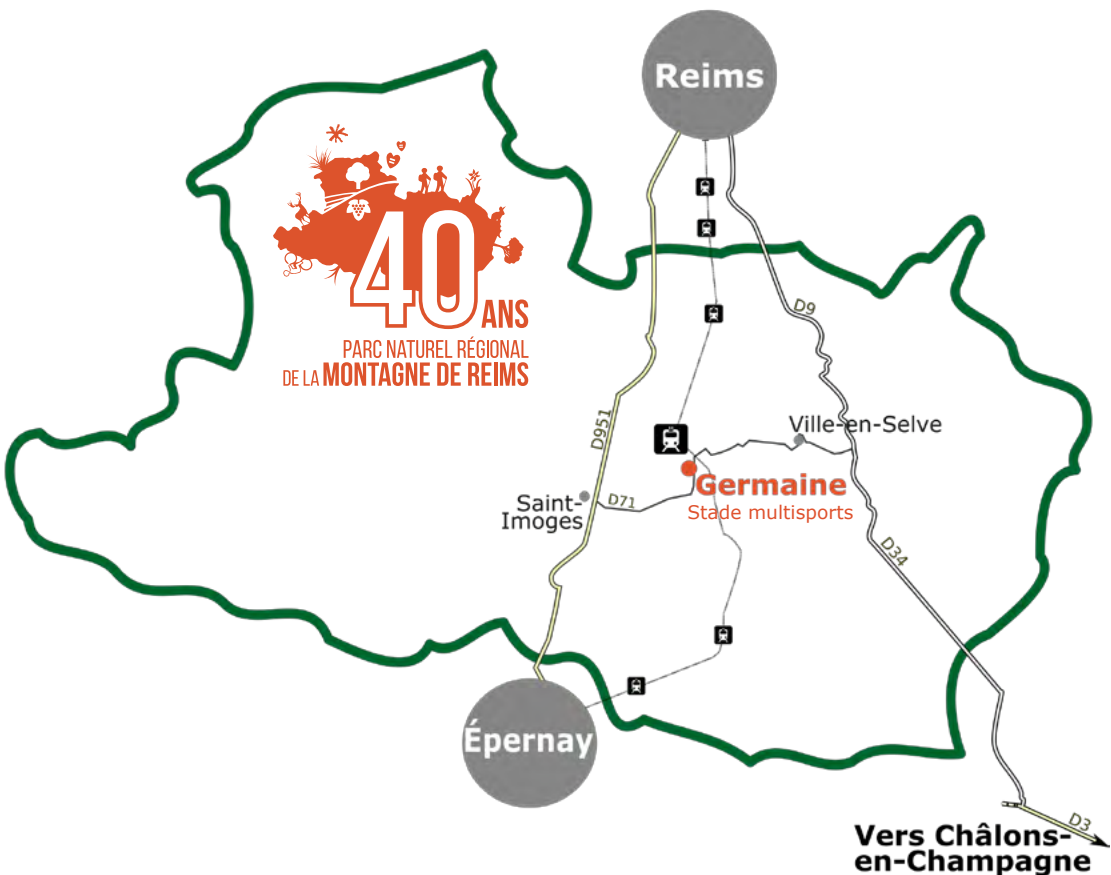 Reims
40
ANS
PARC NATUREL RÉGIONAL
DE LA MONTAGNE DE REIMS
D9
D951
Ville-en-Selve
Germaine
Stade multisports
Saint-
Imoges
D71
D34
Épernay
D3
Vers Châlons-
en-Champagne